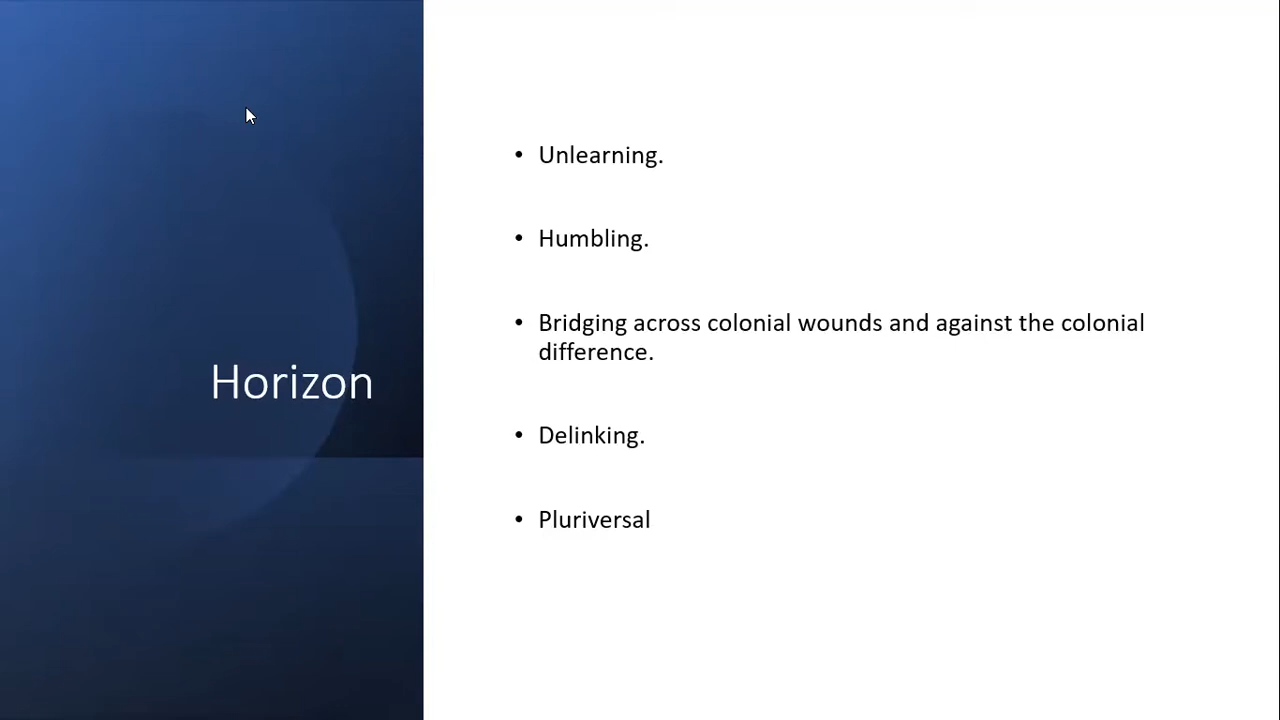 Horizon
• Unlearning.
• Humbling.
• Bridging across colonial wounds and against the colonial
difference.
• Delinking.
• Pluriversal